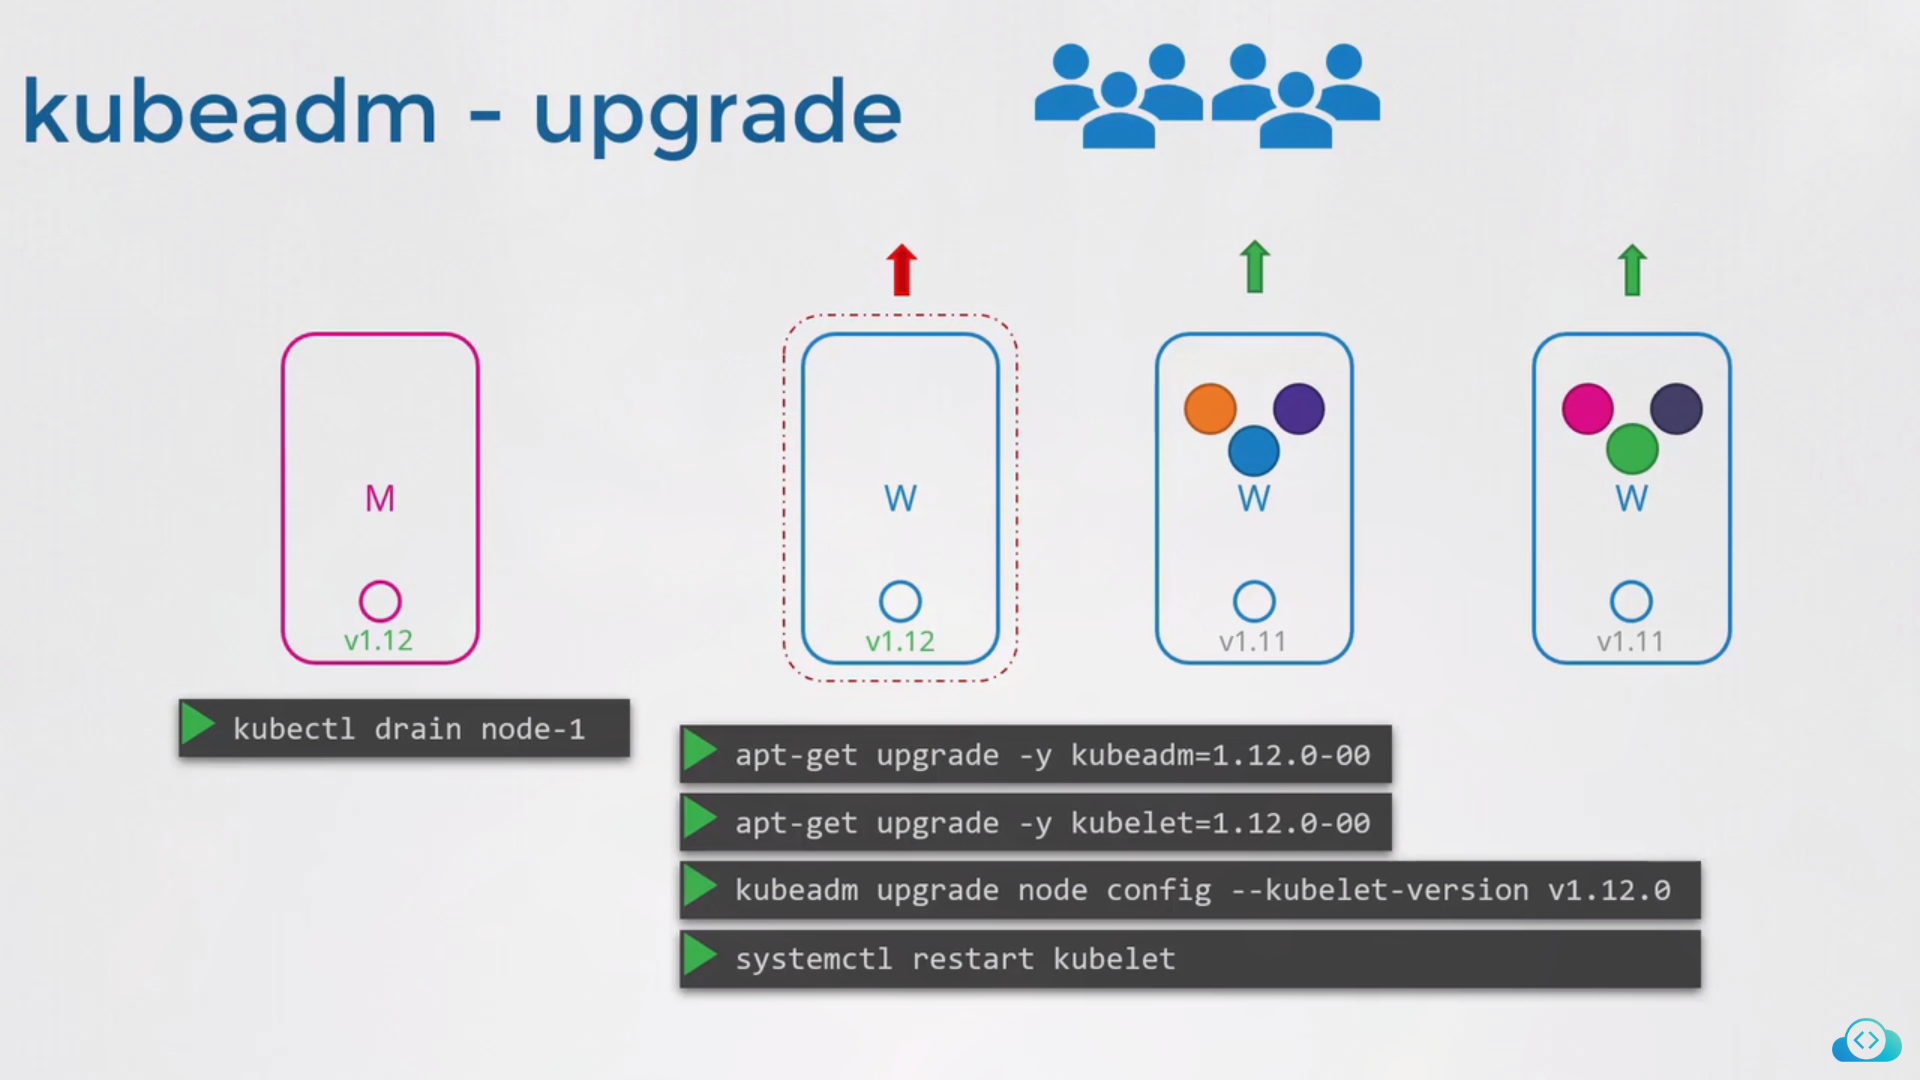 kubeadm - upgrade
M
W
W
W
v1.12
v1.12
v1.11
v1.11
kubectl drain node-1
apt-get upgrade -y kubeadm=1.12.0-00
apt-get upgrade -y kubelet=1.12.0-00
kubeadm upgrade node config --kubelet-version v1.12.0
systemctl restart kubelet